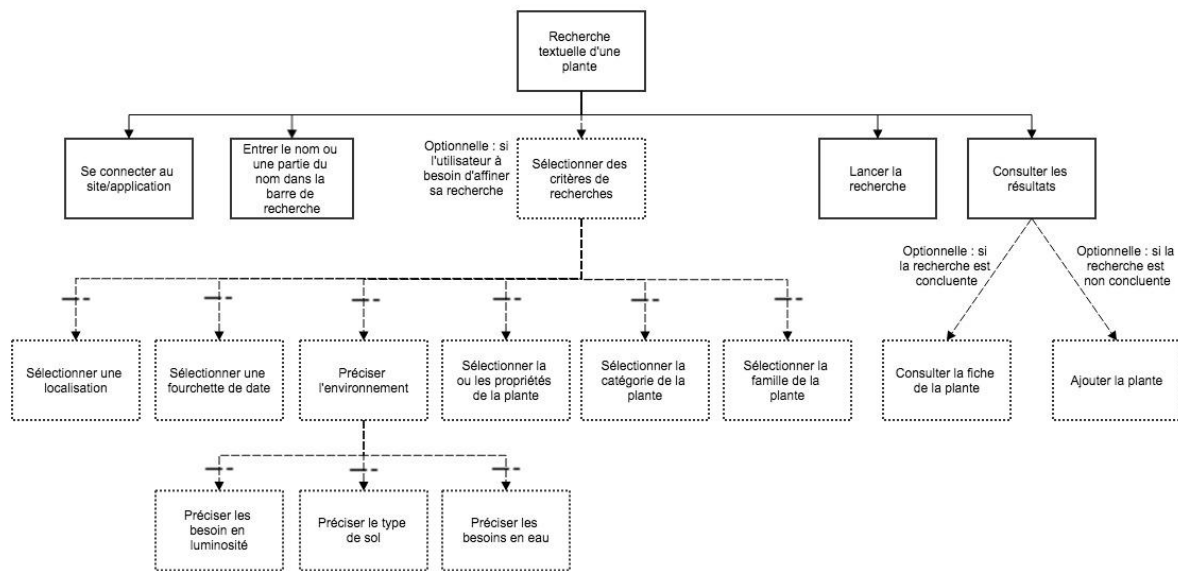 Recherche
textuelle d'une
plante
Se connecter au
site/application
Entrer le nom ou
une partie du
nom dans la
barre de
recherche
Optionnelle : si
l'utilisateur à
besoin d'affiner
sa recherche
Sélectionner des
critères de
recherches
Lancer la
recherche
Consulter les
résultats
Optionnelle : si
la recherche est
concluente
Optionnelle : si la
recherche est
non concluente
Sélectionner une
localisation
Sélectionner une
fourchette de date
Préciser
l'environnement
Sélectionner la
ou les propriétés
de la plante
Sélectionner la
catégorie de la
plante
Sélectionner la
famille de la
plante
Consulter la fiche
de la plante
Ajouter la plante
Préciser les
besoin en
luminosité
Préciser le type
de sol
Préciser les
besoins en eau